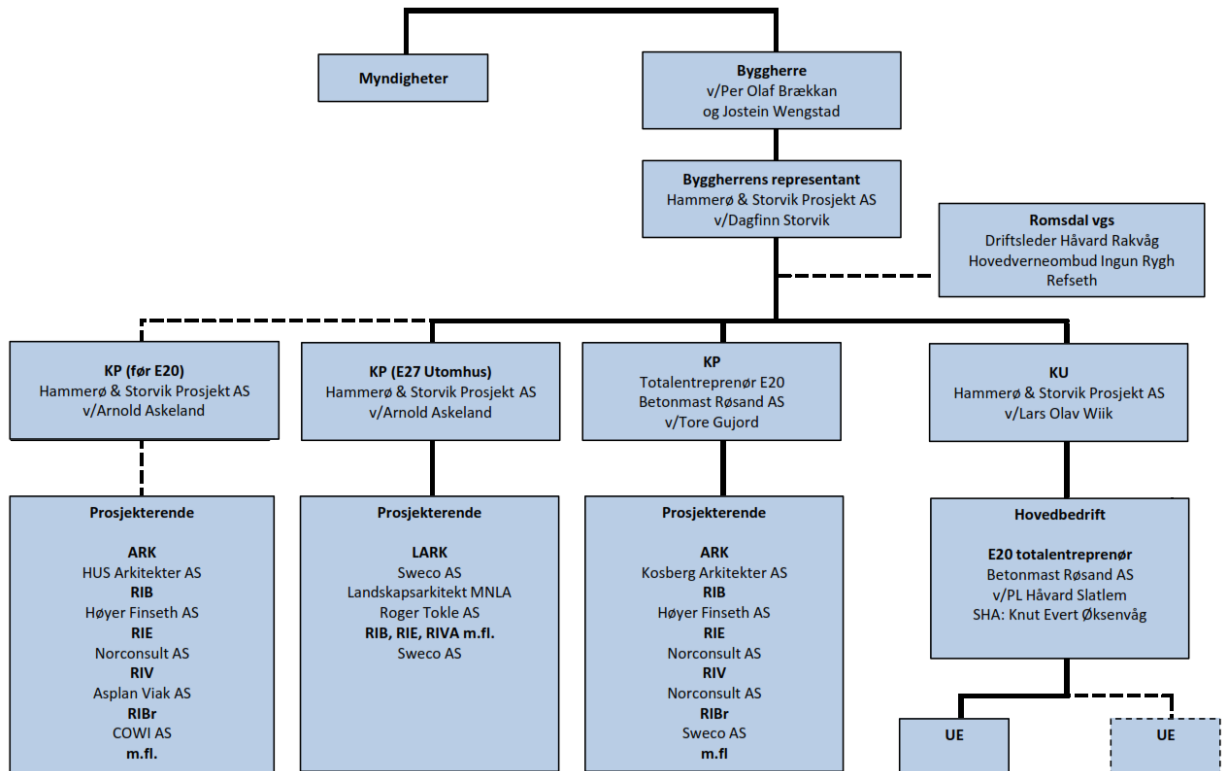 Myndigheter
Byggherre
v/Per Olaf Brækkan
og Jostein Wengstad
Byggherrens representant
Hammerø & Storvik Prosjekt AS
v/Dagfinn Storvik
Romsdal vgs
Driftsleder Håvard Rakvåg
Hovedverneombud Ingun Rygh
Refseth
KP (før E20)
Hammerø & Storvik Prosjekt AS
v/Arnold Askeland
KP (E27 Utomhus)
Hammerø & Storvik Prosjekt AS
v/Arnold Askeland
KP
Totalentreprenør E20
Betonmast Røsand AS
v/Tore Gujord
KU
Hammerø & Storvik Prosjekt AS
v/Lars Olav Wiik
Prosjekterende
ARK
HUS Arkitekter AS
RIB
Høyer Finseth AS
RIE
Norconsult AS
RIV
Asplan Viak AS
RIBr
COWI AS
m.fl.
Prosjekterende
LARK
Sweco AS
Landskapsarkitekt MNLA
Roger Tokle AS
RIB, RIE, RIVA m.fl.
Sweco AS
Prosjekterende
ARK
Kosberg Arkitekter AS
RIB
Høyer Finseth AS
RIE
Norconsult AS
RIV
Norconsult AS
RIBr
Sweco AS
m.fl
Hovedbedrift
E20 totalentreprenør
Betonmast Røsand AS
v/PL Håvard Slatlem
SHA: Knut Evert Øksenvåg
UE
UE